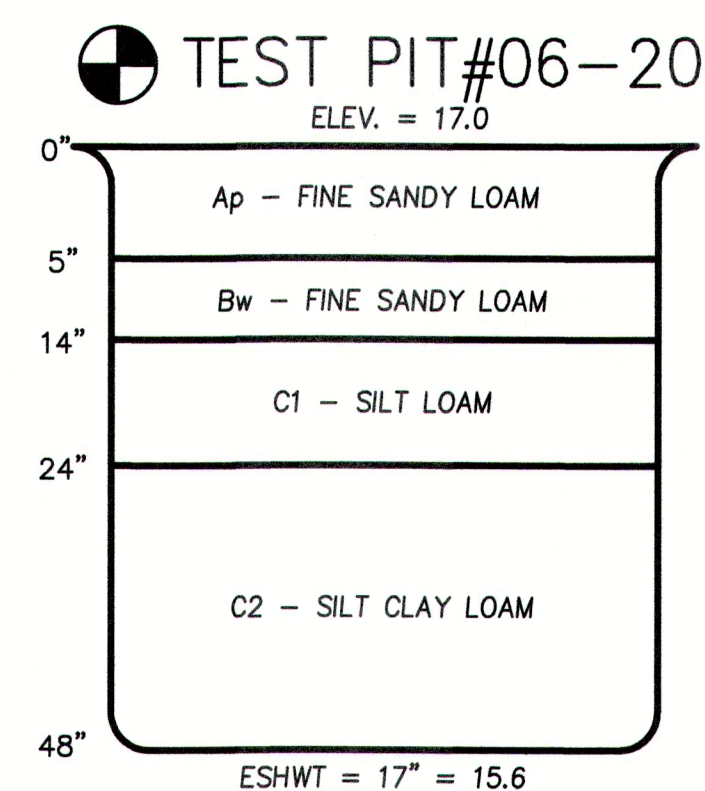 TEST PIT#06-20
ELEV. = 17.0
0"
Ap - FINE SANDY LOAM
5"
Bw - FINE SANDY LOAM
14"
C1 - SILT LOAM
24"
C2 - SILT CLAY LOAM
48"
ESHWT = 17" = 15.6